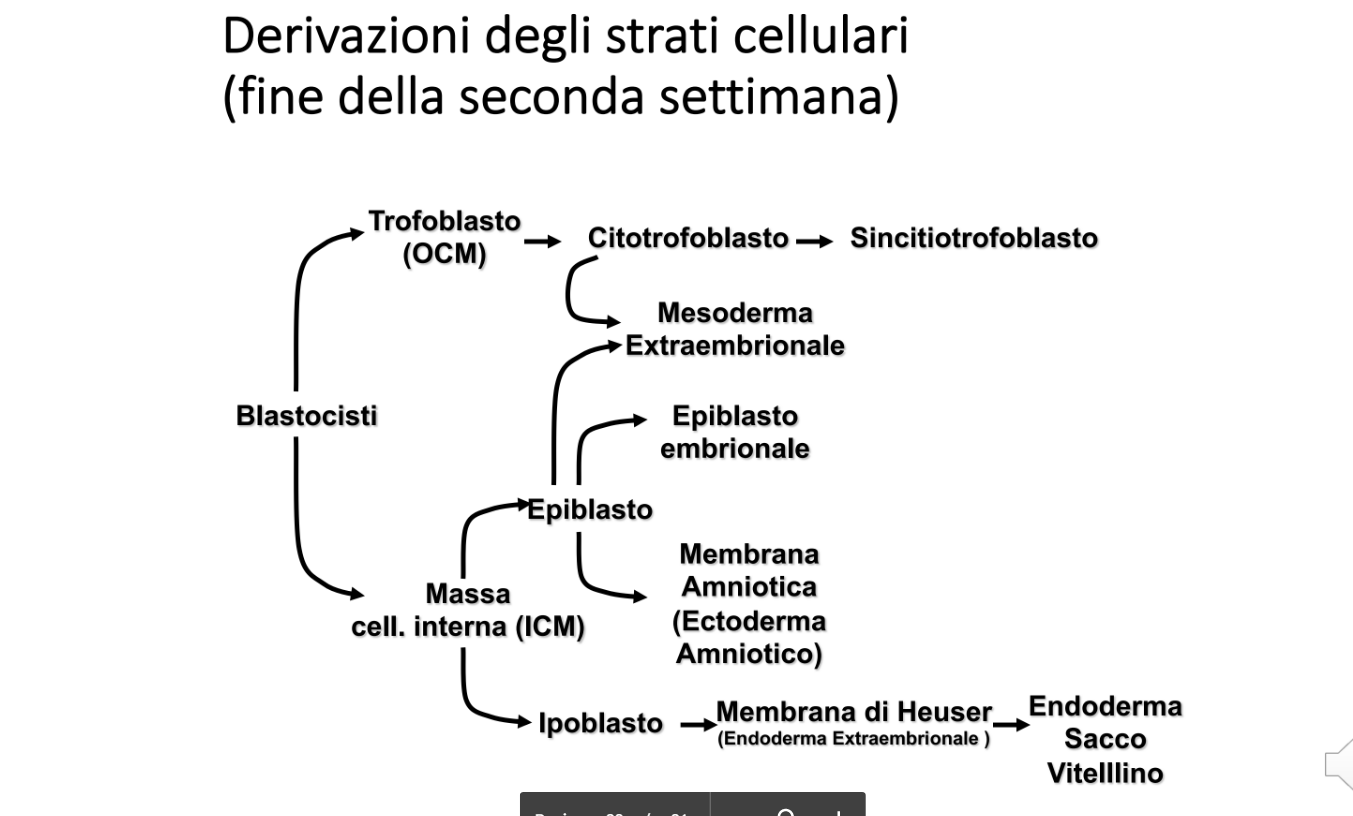 Derivazioni degli strati cellulari
(fine della seconda settimana)
Trofoblasto
(OCM)
Citotrofoblasto
Sincitiotrofoblasto
Mesoderma
Extraembrionale
Blastocisti
Epiblasto
embrionale
Epiblasto
Membrana
Amniotica
(Ectoderma
Amniotico)
Massa
cell. interna (ICM)
Ipoblasto
Membrana di Heuser
(Endoderma Extraembrionale )
Endoderma
Sacco
Vitelllino